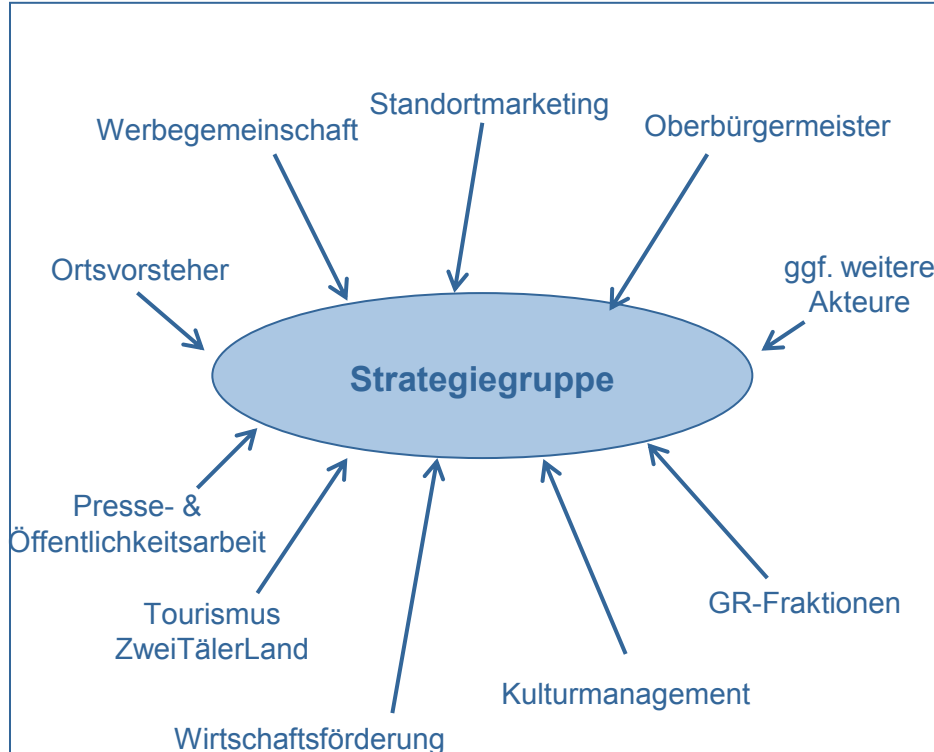 Standortmarketing
Werbegemeinschaft
Oberbürgermeister
Ortsvorsteher
ggf. weitere
Akteure
Strategiegruppe
Presse- &
Öffentlichkeitsarbeit
Tourismus
ZweiTälerLand
GR-Fraktionen
Kulturmanagement
Wirtschaftsförderung